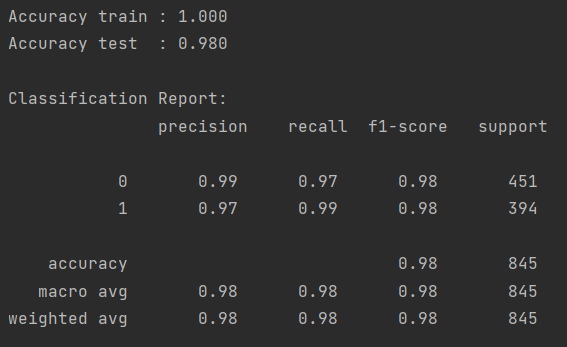 Accuracy train : 1.000
Accuracy test  : 0.980
Classification Report:
               precision    recall  f1-score   support
           0       0.99      0.97      0.98       451
           1       0.97      0.99      0.98       394
    accuracy                           0.98       845
   macro avg       0.98      0.98      0.98       845
weighted avg       0.98      0.98      0.98       845